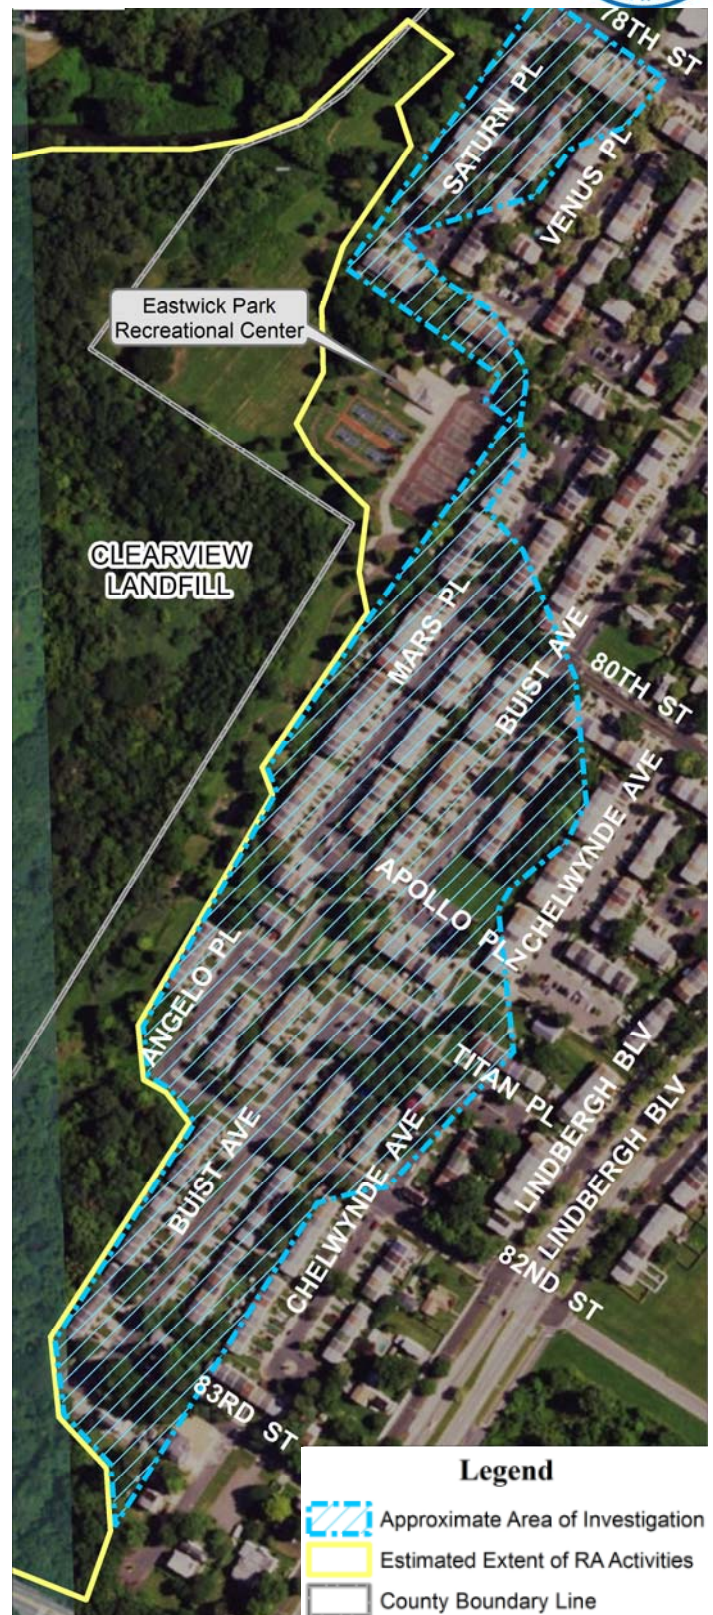 78TH ST
SATURN PL
VENUS PL
Eastwick Park
Recreational Center
CLEARVIEW
LANDFILL
MARS PL
BUIST AVE
80TH ST
CHELWYNDE AVE
APOLLO PL
ANGELO PL
TITAN PL
LINDBERGH BLV
LINDBERGH BLV
BUIST AVE
CHELWYNDE AVE
82ND ST
83RD ST
Legend
Approximate Area of Investigation
Estimated Extent of RA Activities
County Boundary Line